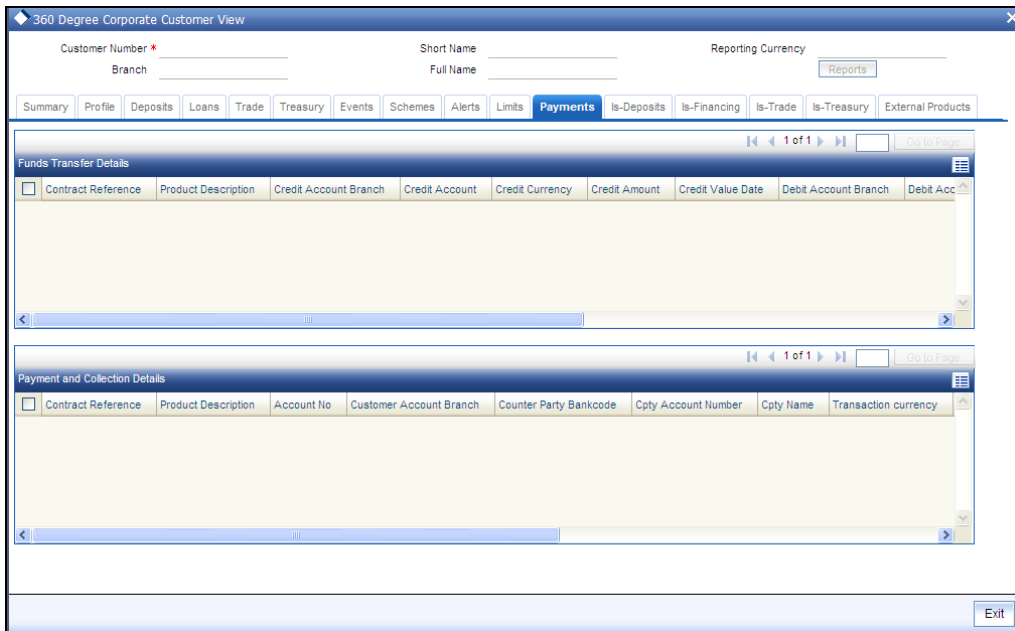 360 Degree Corporate Customer View
Customer Number * Short Name Reporting Currency
Branch Full Name Reports
Summary Profile Deposits Loans Trade Treasury Events Schemes Alerts Limits Payments Is-Deposits Is-Financing Is-Trade Is-Treasury External Products
1 of 1 Go to Page
Funds Transfer Details
Contract Reference Product Description Credit Account Branch Credit Account Credit Currency Credit Amount Credit Value Date Debit Account Branch Debit Acc
1 of 1 Go to Page
Payment and Collection Details
Contract Reference Product Description Account No Customer Account Branch Counter Party Bankcode Cpty Account Number Cpty Name Transaction currency
Exit